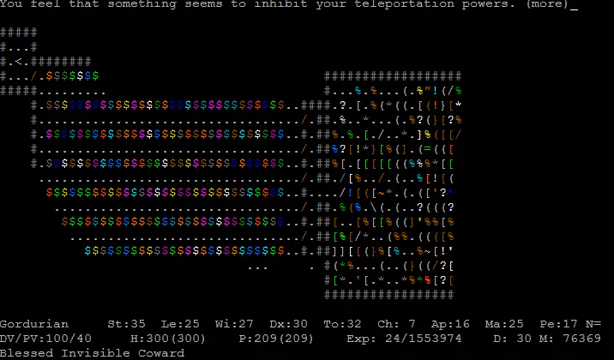 You feel that something seems to inhibit your teleportation powers. (more)_
Gordurian St:35 Le:25 Wi:27 Dx:30 To:32 Ch: 7 Ap:16 Ma:25 Pe:17 N=
DV/PV:100/40 H:300(300) P:209(209) Exp: 24/1553974 D: 30 M: 76369
Blessed Invisible Coward